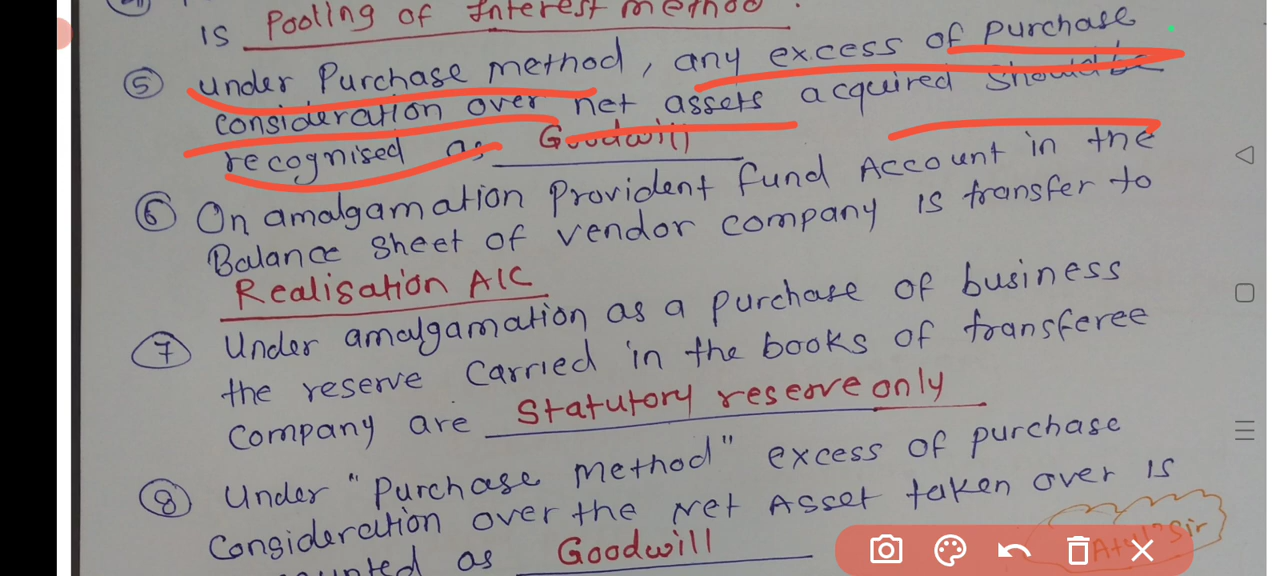 is Pooling of Interest method.
⑤ Under Purchase method, any excess of purchase
consideration over net assets acquired should be
recognised as Goodwill
⑥ On amalgamation Provident fund Account in the
Balance sheet of vendor company is transfer to
Realisation A/C
⑦ Under amalgamation as a purchase of business
the reserve carried in the books of transferee
Company are Statutory reserve only
⑧ Under "Purchase Method" excess of purchase
Consideration over the Net Asset taken over is
as Goodwill
Sir